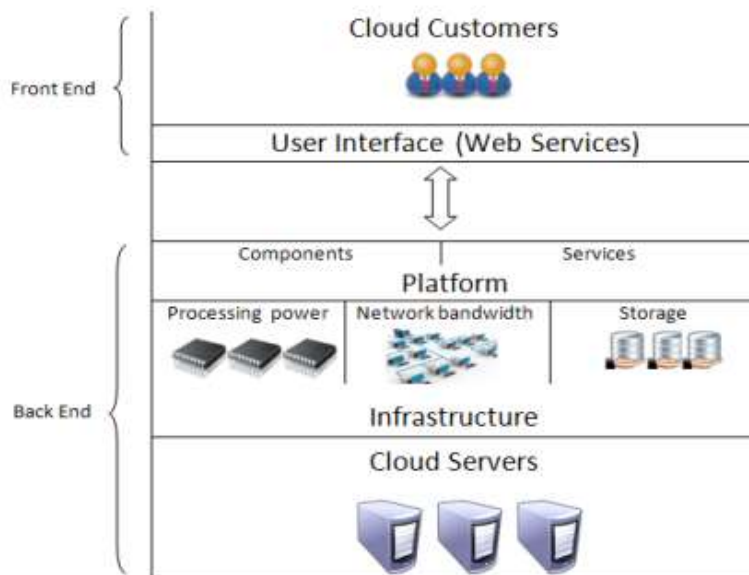 Cloud Customers
Front End
User Interface (Web Services)
Components Services
Platform
Processing power Network bandwidth Storage
Back End
Infrastructure
Cloud Servers